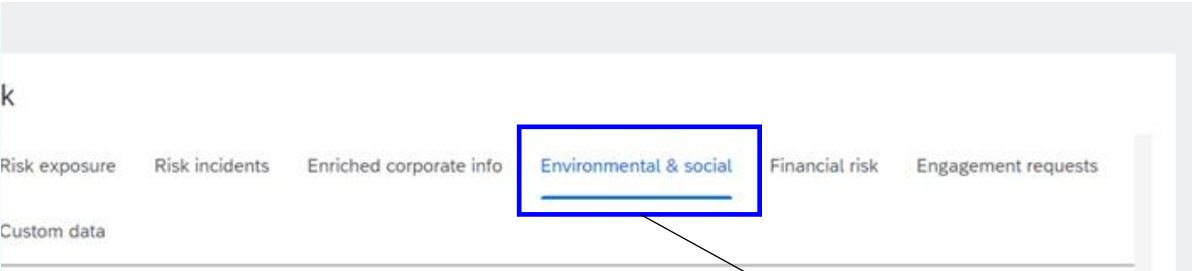 k
Risk exposure Risk incidents Enriched corporate info Environmental & social Financial risk Engagement requests
Custom data